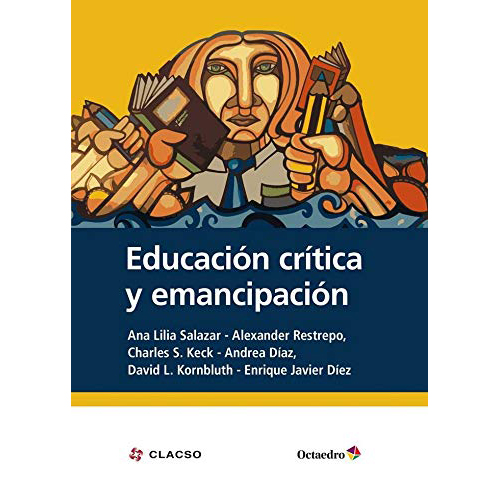 Educación crítica
y emancipación
Ana Lilia Salazar - Alexander Restrepo,
Charles S. Keck - Andrea Díaz,
David L. Kornbluth - Enrique Javier Díez
CLACSO
Octaedro